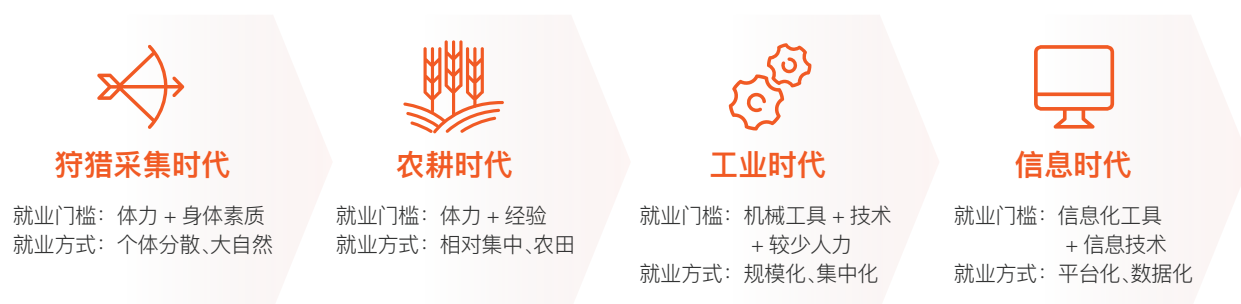 狩猎采集时代
就业门槛：体力 + 身体素质
就业方式：个体分散、大自然
农耕时代
就业门槛：体力 + 经验
就业方式：相对集中、农田
工业时代
就业门槛：机械工具 + 技术
+ 较少人力
就业方式：规模化、集中化
信息时代
就业门槛：信息化工具
+ 信息技术
就业方式：平台化、数据化